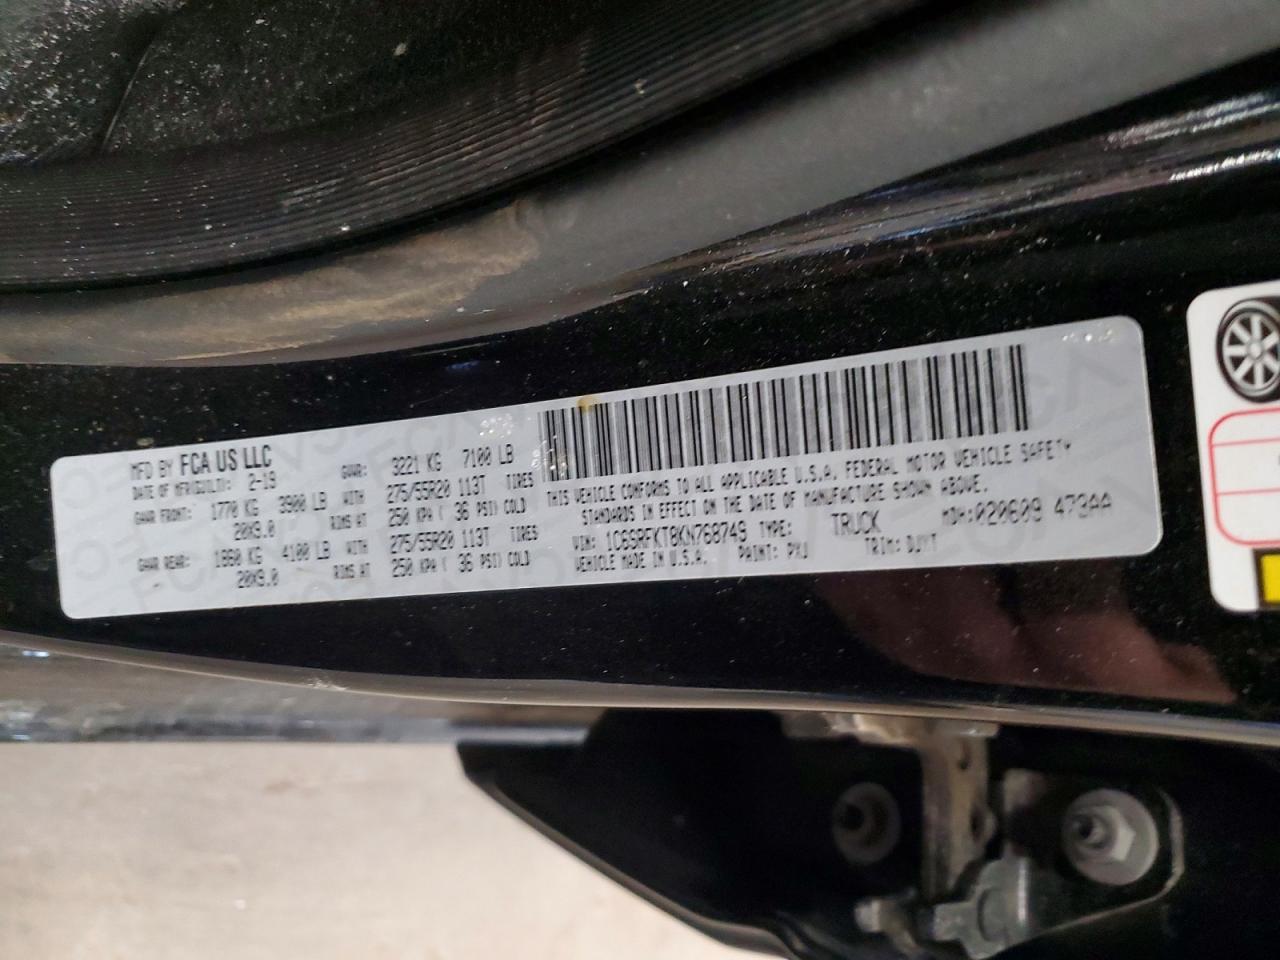 MFD BY FCA US LLC
DATE OF MFR 2-19 GVWR: 3221 KG 7100 LB
GAWR FRONT: 1770 KG 3900 LB WITH 275/55R20 113T TIRES
20X9.0 RIMS AT 250 KPA ( 36 PSI) COLD
GAWR REAR: 1860 KG 4100 LB WITH 275/55R20 113T TIRES
20X9.0 RIMS AT 250 KPA ( 36 PSI) COLD
THIS VEHICLE CONFORMS TO ALL APPLICABLE U.S.A. FEDERAL MOTOR VEHICLE SAFETY
STANDARDS IN EFFECT ON THE DATE OF MANUFACTURE SHOWN ABOVE.
VIN: 1C6SRFKT8KN768749 TYPE: TRUCK MDH:020609 473AA
VEHICLE MADE IN U.S.A. PAINT: PXJ TRIM: DJYT